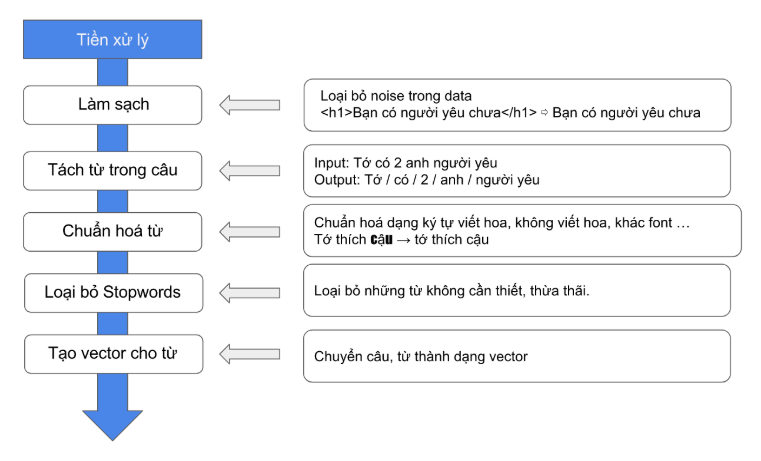 Tiền xử lý
Làm sạch
Loại bỏ noise trong data
<h1>Bạn có người yêu chưa</h1> ⇨ Bạn có người yêu chưa
Tách từ trong câu
Input: Tớ có 2 anh người yêu
Output: Tớ / có / 2 / anh / người yêu
Chuẩn hoá từ
Chuẩn hoá dạng ký tự viết hoa, không viết hoa, khác font …
Tớ thích Cậu → tớ thích cậu
Loại bỏ Stopwords
Loại bỏ những từ không cần thiết, thừa thãi.
Tạo vector cho từ
Chuyển câu, từ thành dạng vector